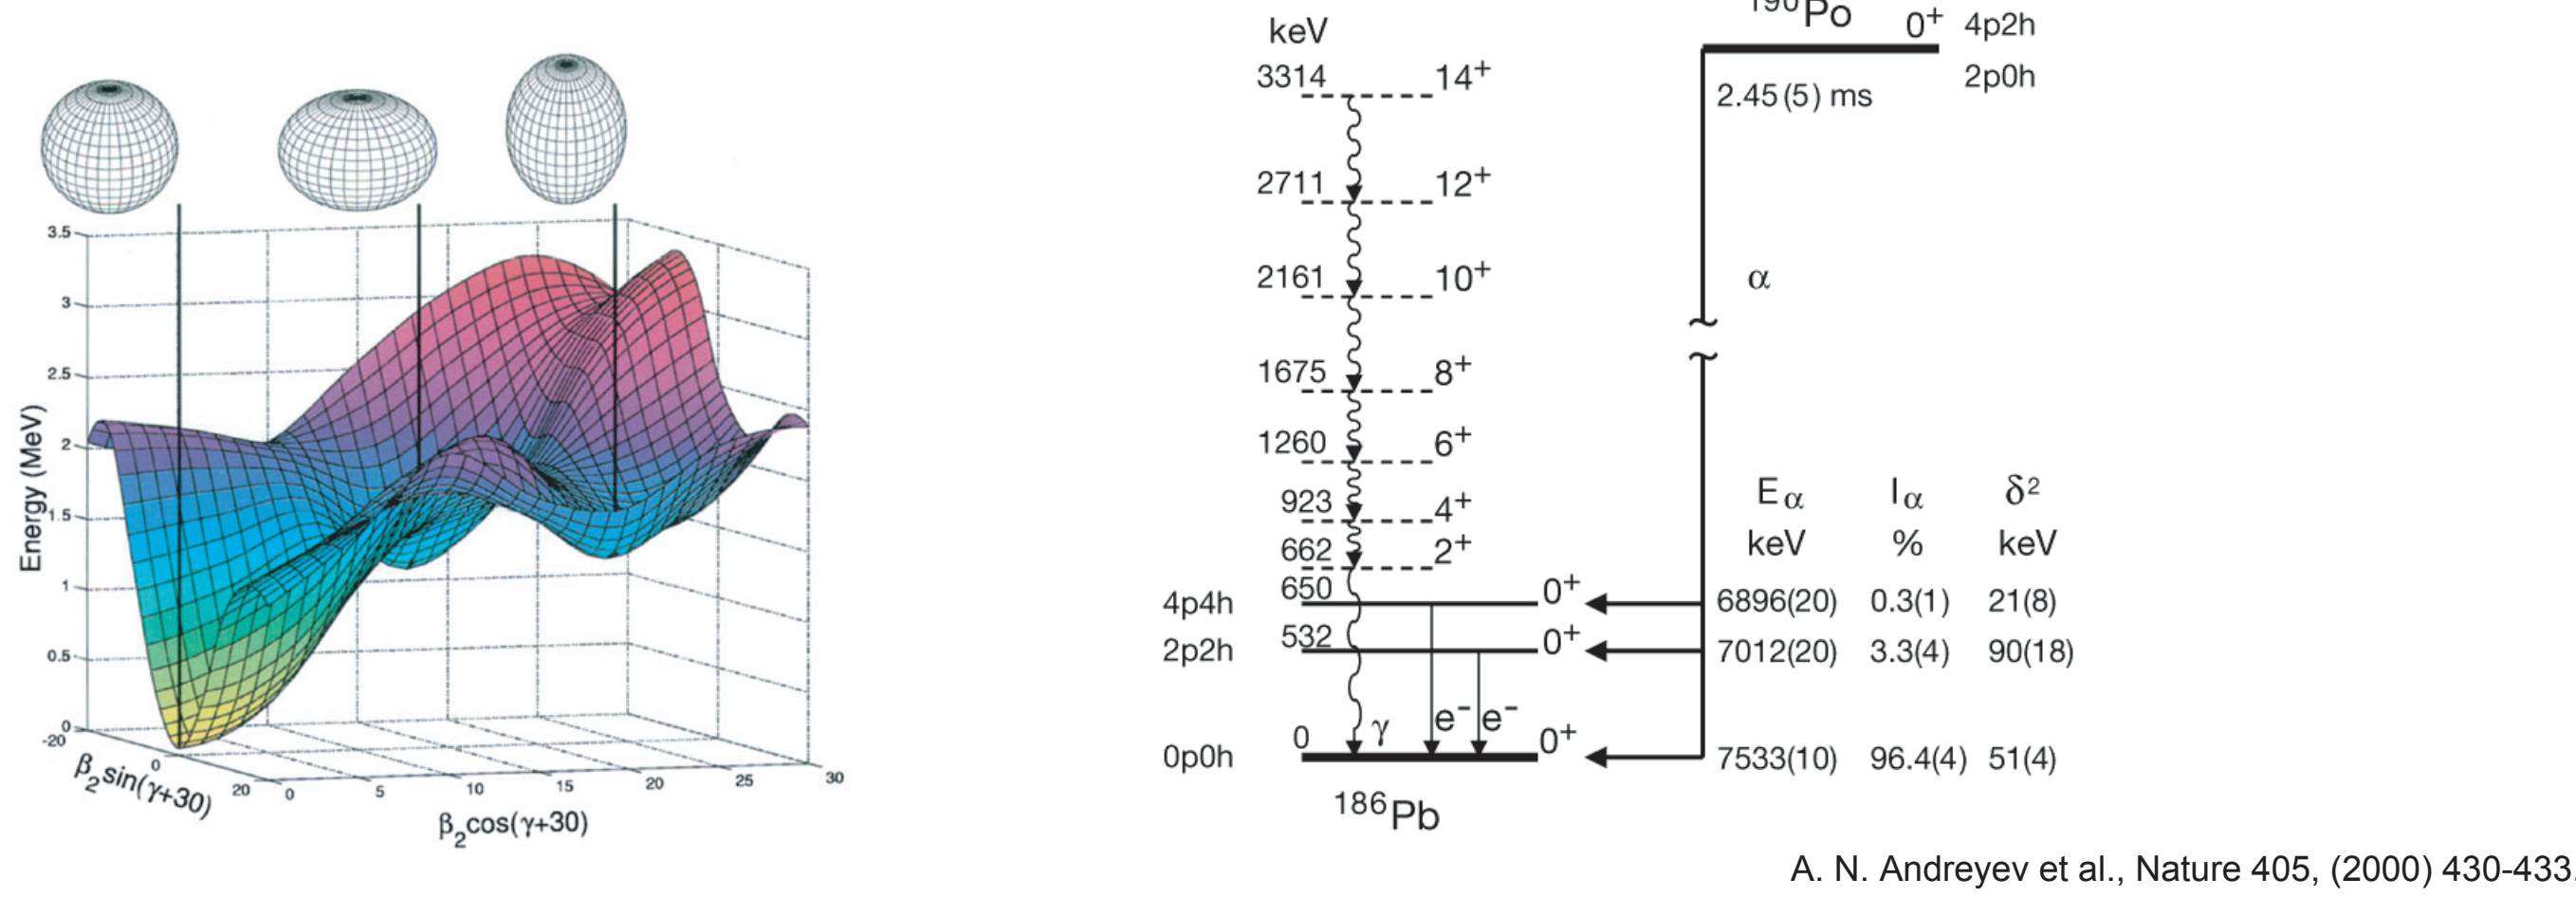 3.5
3
2.5
2
1.5
1
0.5
0
Energy (MeV)
-20
0
20
β2sin(γ+30)
0
5
10
15
20
25
30
β2cos(γ+30)
keV
3314 14+
2711 12+
2161 10+
1675 8+
1260 6+
923 4+
662 2+
4p4h 650 0+
2p2h 532 0+
0p0h 0 0+
γ e- e-
186Pb
190Po 0+ 4p2h
2p0h
2.45(5) ms
α
Eα Iα δ2
keV % keV
6896(20) 0.3(1) 21(8)
7012(20) 3.3(4) 90(18)
7533(10) 96.4(4) 51(4)
A. N. Andreyev et al., Nature 405, (2000) 430-433.